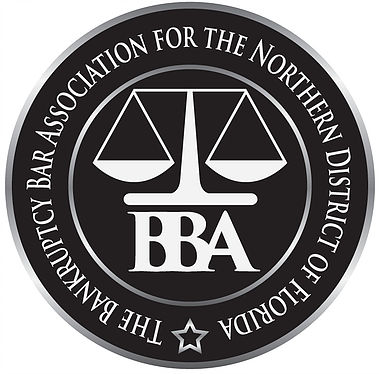 The Bankruptcy Bar Association for the Northern District of Florida
BBA